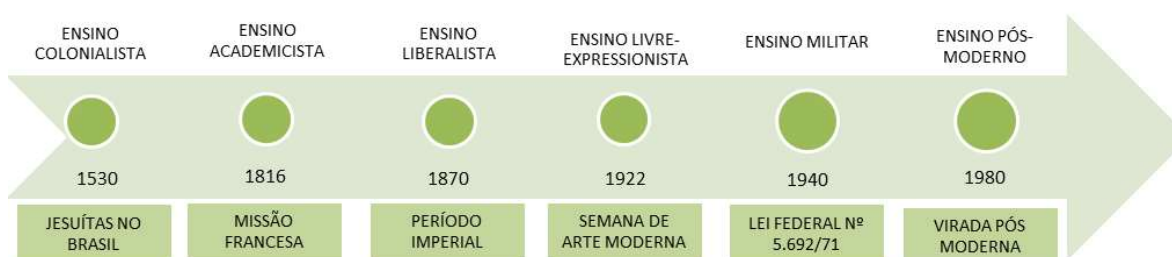 ENSINO
COLONIALISTA
ENSINO
ACADEMICISTA
ENSINO
LIBERALISTA
ENSINO LIVRE-
EXPRESSIONISTA
ENSINO MILITAR
ENSINO PÓS-
MODERNO
1530
1816
1870
1922
1940
1980
JESUÍTAS NO
BRASIL
MISSÃO
FRANCESA
PERÍODO
IMPERIAL
SEMANA DE
ARTE MODERNA
LEI FEDERAL Nº
5.692/71
VIRADA PÓS
MODERNA